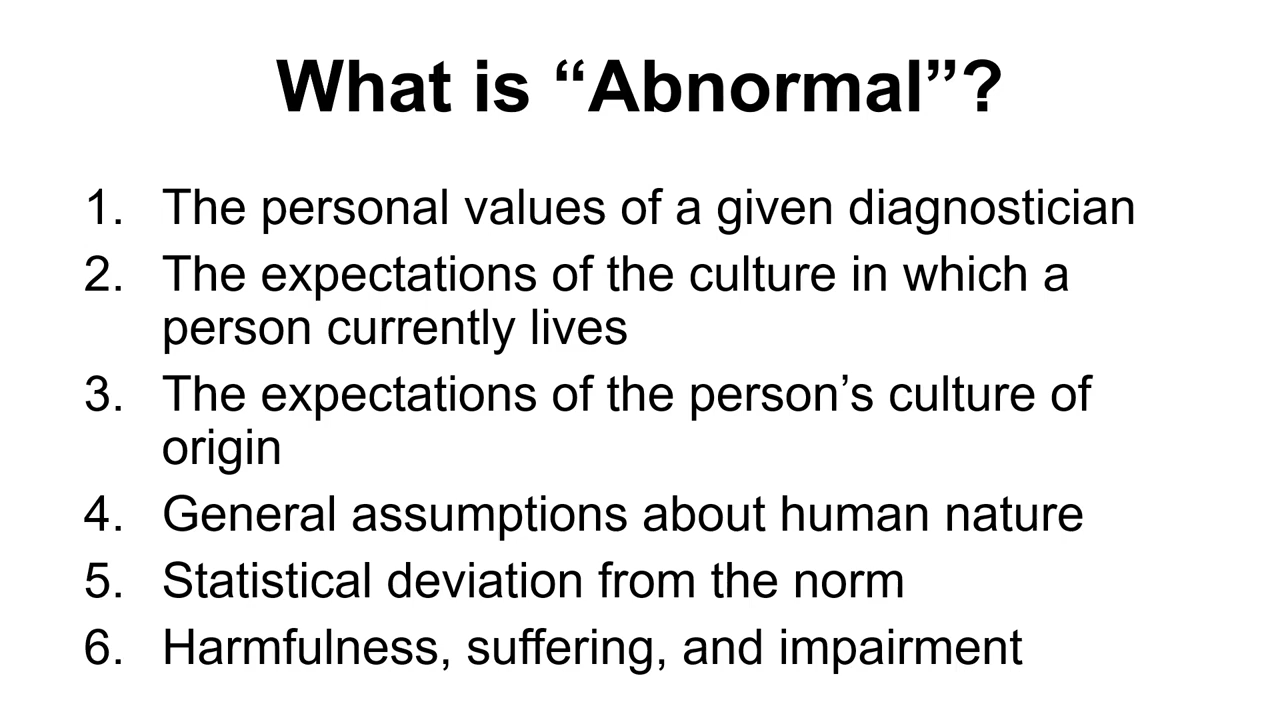 What is “Abnormal”?
1. The personal values of a given diagnostician
2. The expectations of the culture in which a
person currently lives
3. The expectations of the person’s culture of
origin
4. General assumptions about human nature
5. Statistical deviation from the norm
6. Harmfulness, suffering, and impairment